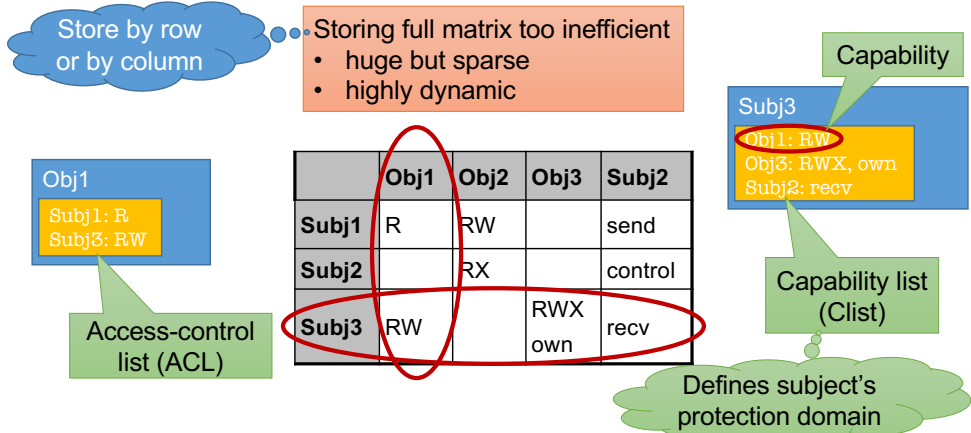 Store by row
or by column
Storing full matrix too inefficient
• huge but sparse
• highly dynamic
Capability
Subj3
Obj1: RW
Obj3: RWX, own
Subj2: recv
Obj1
Subj1: R
Subj3: RW
Obj1 Obj2 Obj3 Subj2
Subj1 R RW send
Subj2 RX control
Subj3 RW RWX own recv
Access-control
list (ACL)
Capability list
(Clist)
Defines subject's
protection domain